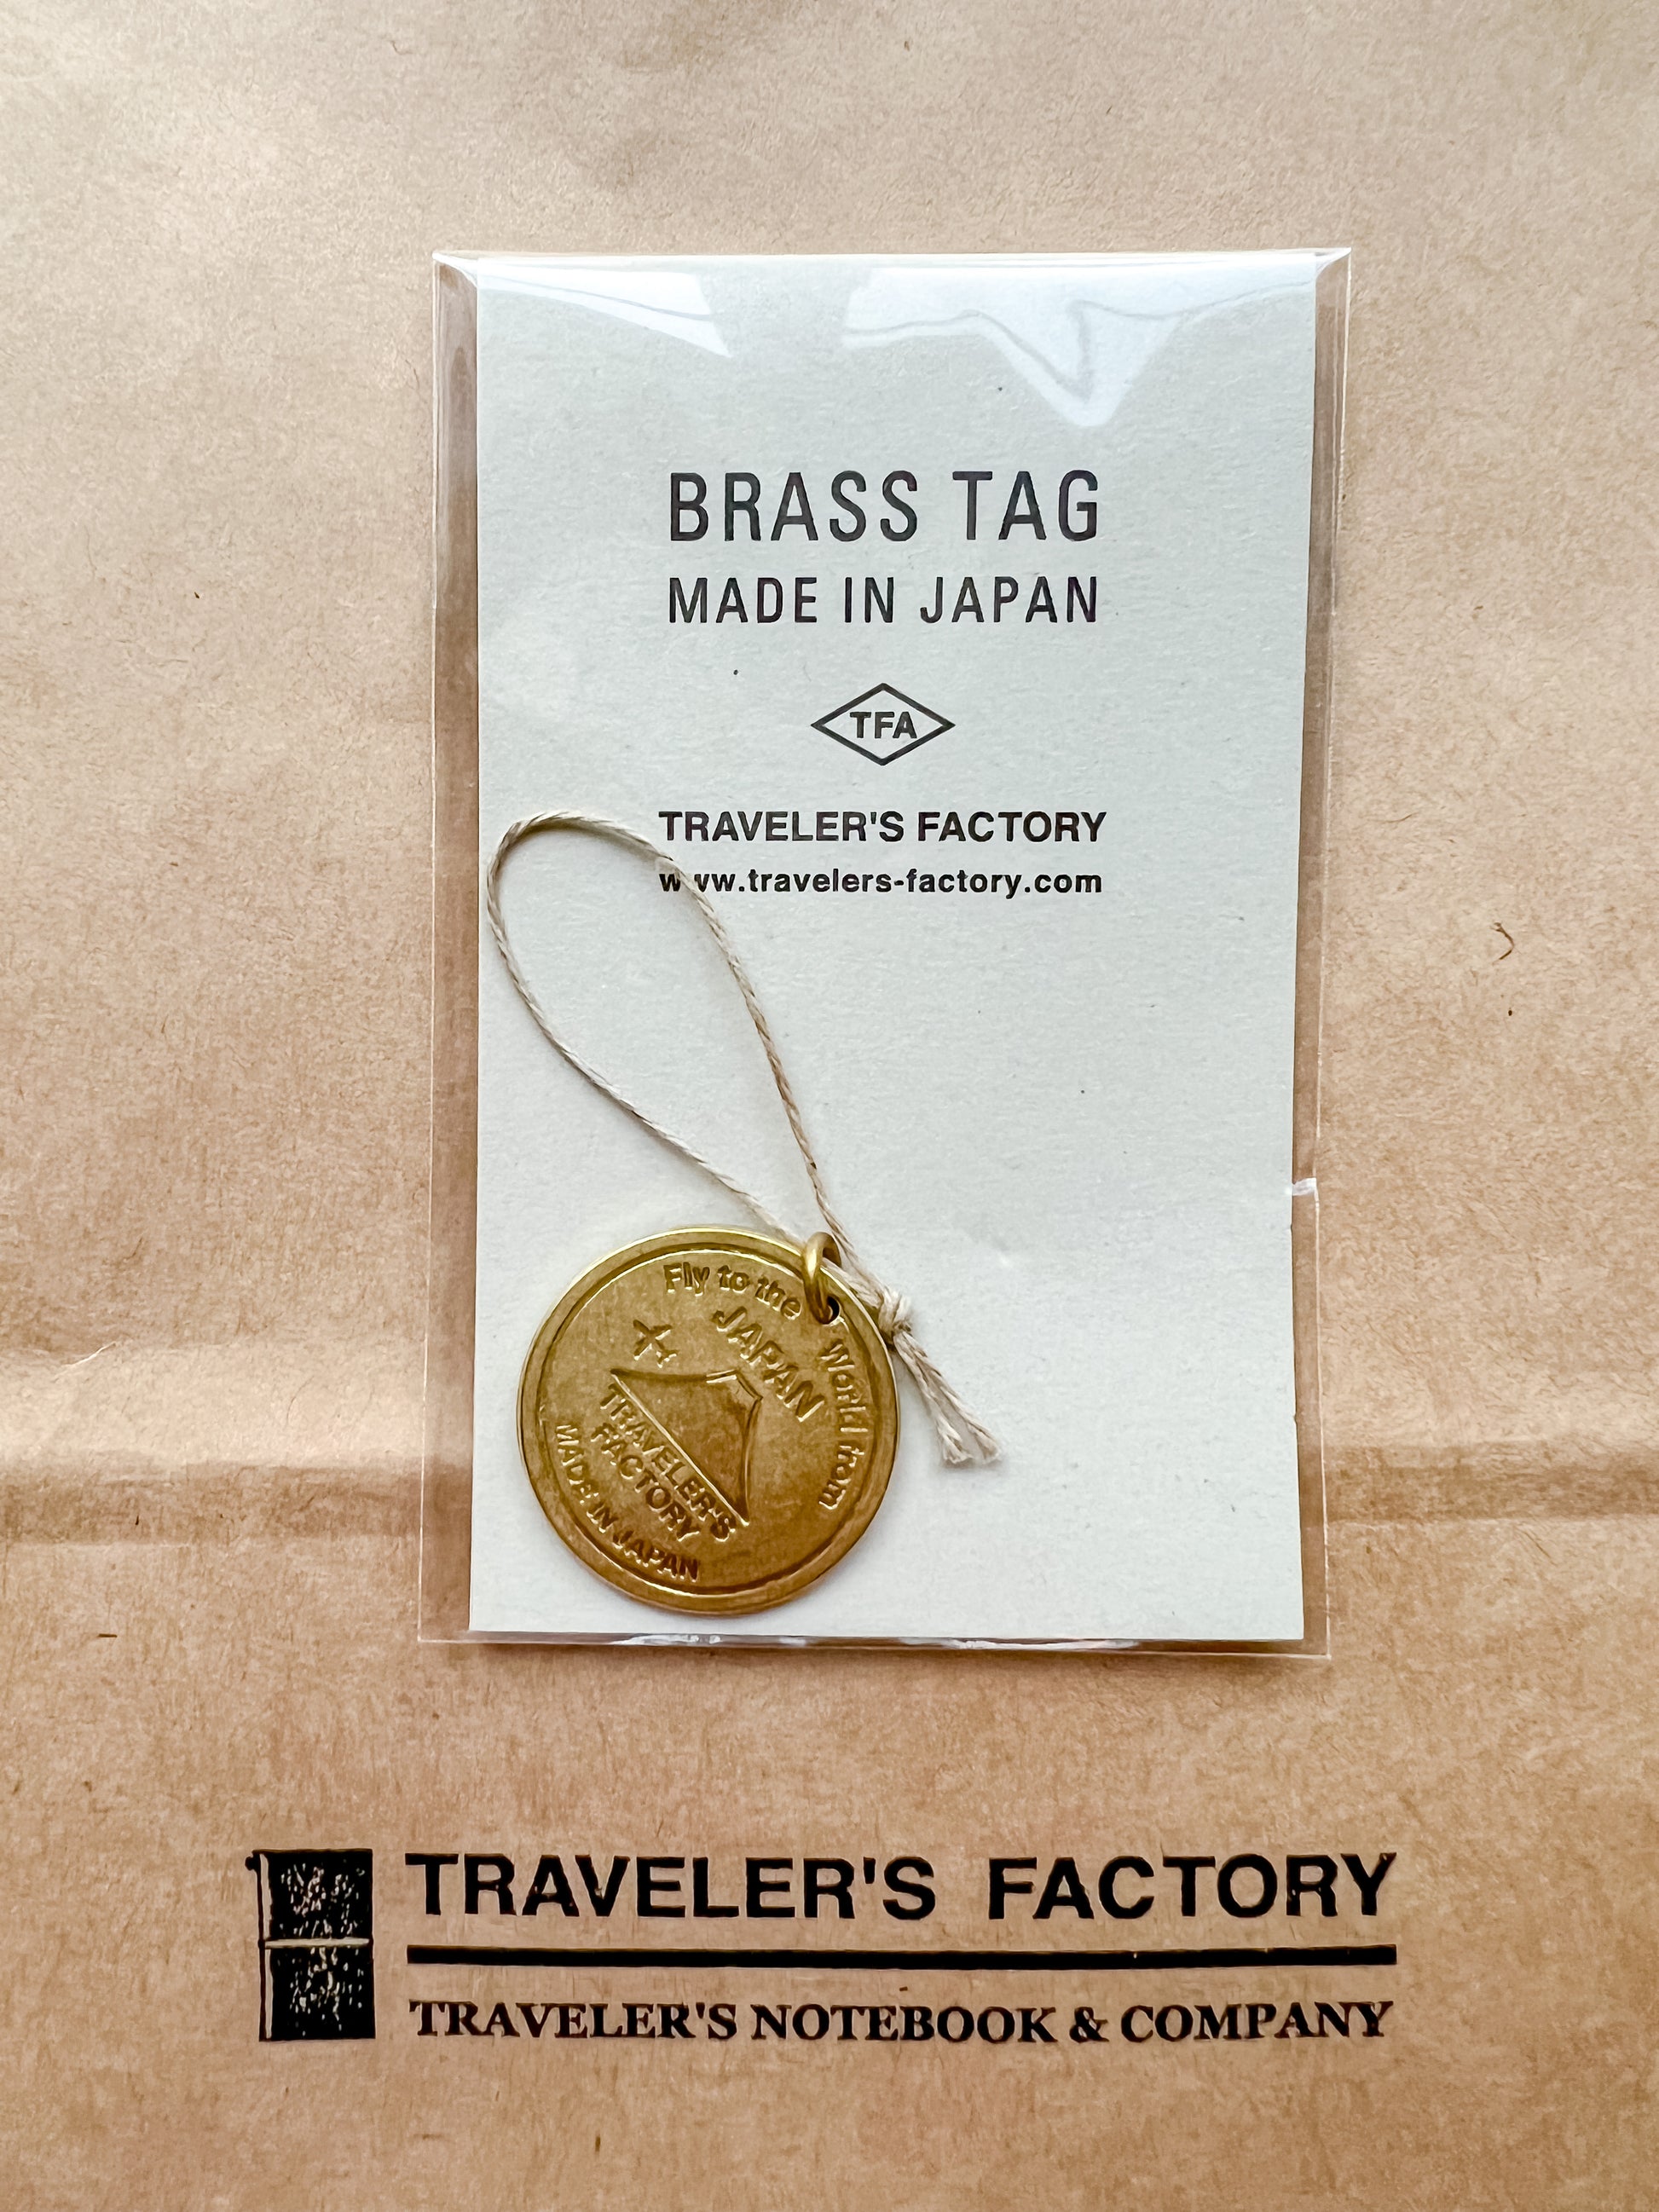 BRASS TAG
MADE IN JAPAN
TFA
TRAVELER'S FACTORY
www.travelers-factory.com
Fly to the World from
JAPAN
TRAVELER'S
FACTORY
MADE IN JAPAN
TRAVELER'S FACTORY
TRAVELER'S NOTEBOOK & COMPANY